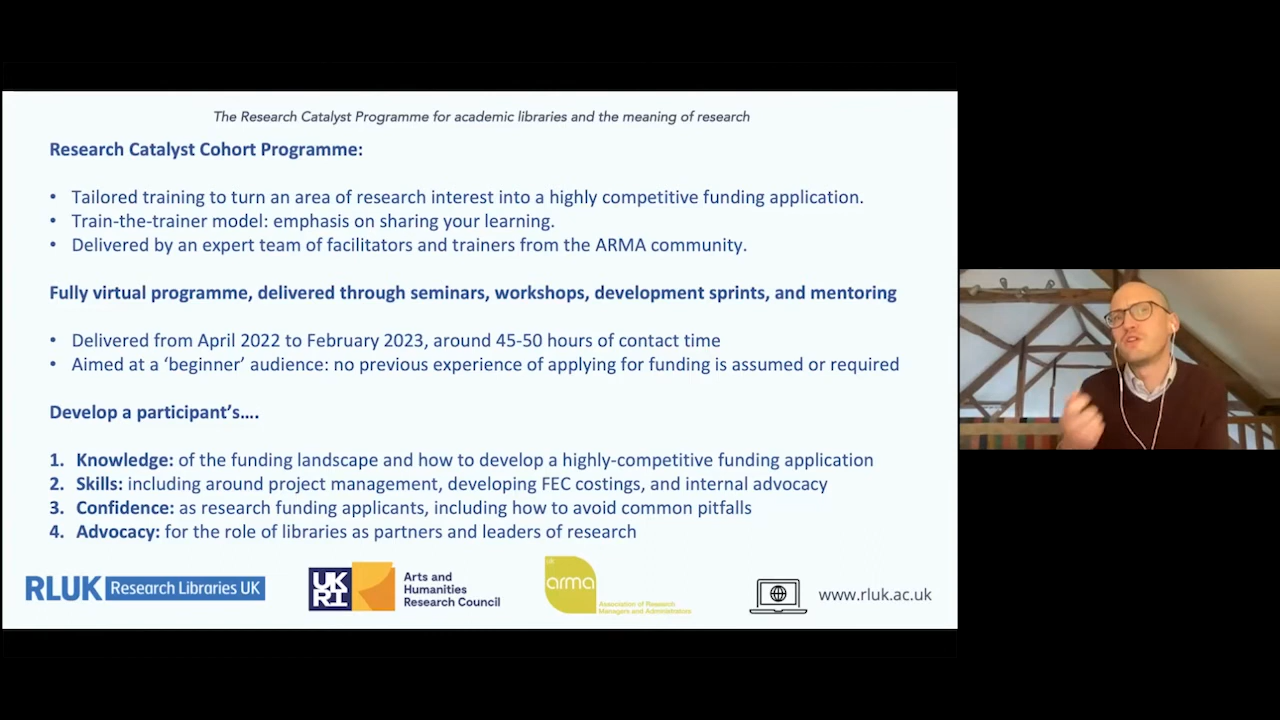 The Research Catalyst Programme for academic libraries and the meaning of research
Research Catalyst Cohort Programme:
• Tailored training to turn an area of research interest into a highly competitive funding application.
• Train-the-trainer model: emphasis on sharing your learning.
• Delivered by an expert team of facilitators and trainers from the ARMA community.
Fully virtual programme, delivered through seminars, workshops, development sprints, and mentoring
• Delivered from April 2022 to February 2023, around 45-50 hours of contact time
• Aimed at a ‘beginner’ audience: no previous experience of applying for funding is assumed or required
Develop a participant’s….
1. Knowledge: of the funding landscape and how to develop a highly-competitive funding application
2. Skills: including around project management, developing FEC costings, and internal advocacy
3. Confidence: as research funding applicants, including how to avoid common pitfalls
4. Advocacy: for the role of libraries as partners and leaders of research
RLUK Research Libraries UK
UK
RI
Arts and
Humanities
Research Council
uk
arma
Association of Research
Managers and Administrators
www.rluk.ac.uk